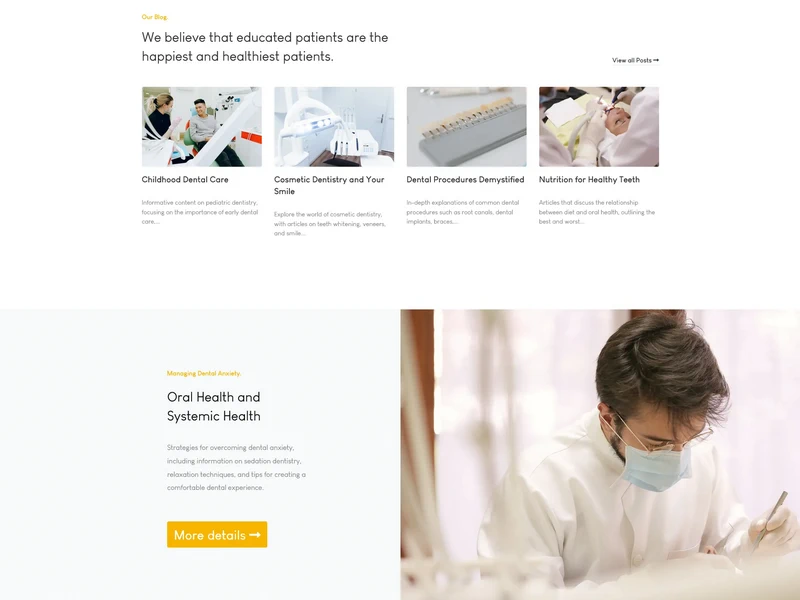 Our Blog.
We believe that educated patients are the
happiest and healthiest patients.
View all Posts
Childhood Dental Care
Informative content on pediatric dentistry,
focusing on the importance of early dental
care,...
Cosmetic Dentistry and Your
Smile
Explore the world of cosmetic dentistry,
with articles on teeth whitening, veneers,
and smile...
Dental Procedures Demystified
In-depth explanations of common dental
procedures such as root canals, dental
implants, braces,...
Nutrition for Healthy Teeth
Articles that discuss the relationship
between diet and oral health, outlining the
best and worst...
Managing Dental Anxiety.
Oral Health and
Systemic Health
Strategies for overcoming dental anxiety,
including information on sedation dentistry,
relaxation techniques, and tips for creating a
comfortable dental experience.
More details